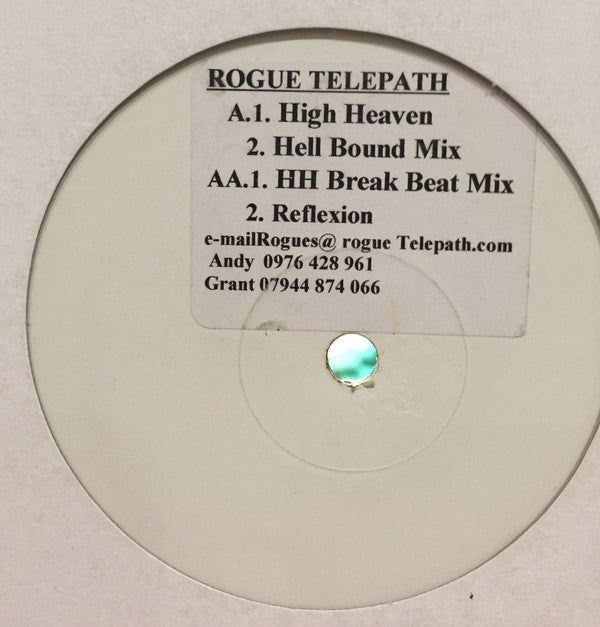 ROGUE TELEPATH
A.1. High Heaven
2. Hell Bound Mix
AA.1. HH Break Beat Mix
2. Reflexion
e-mailRogues@ rogue Telepath.com
Andy 0976 428 961
Grant 07944 874 066